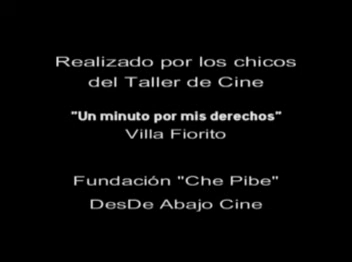 Realizado por los chicos
del Taller de Cine
"Un minuto por mis derechos"
Villa Fiorito
Fundación "Che Pibe"
DesDe Abajo Cine